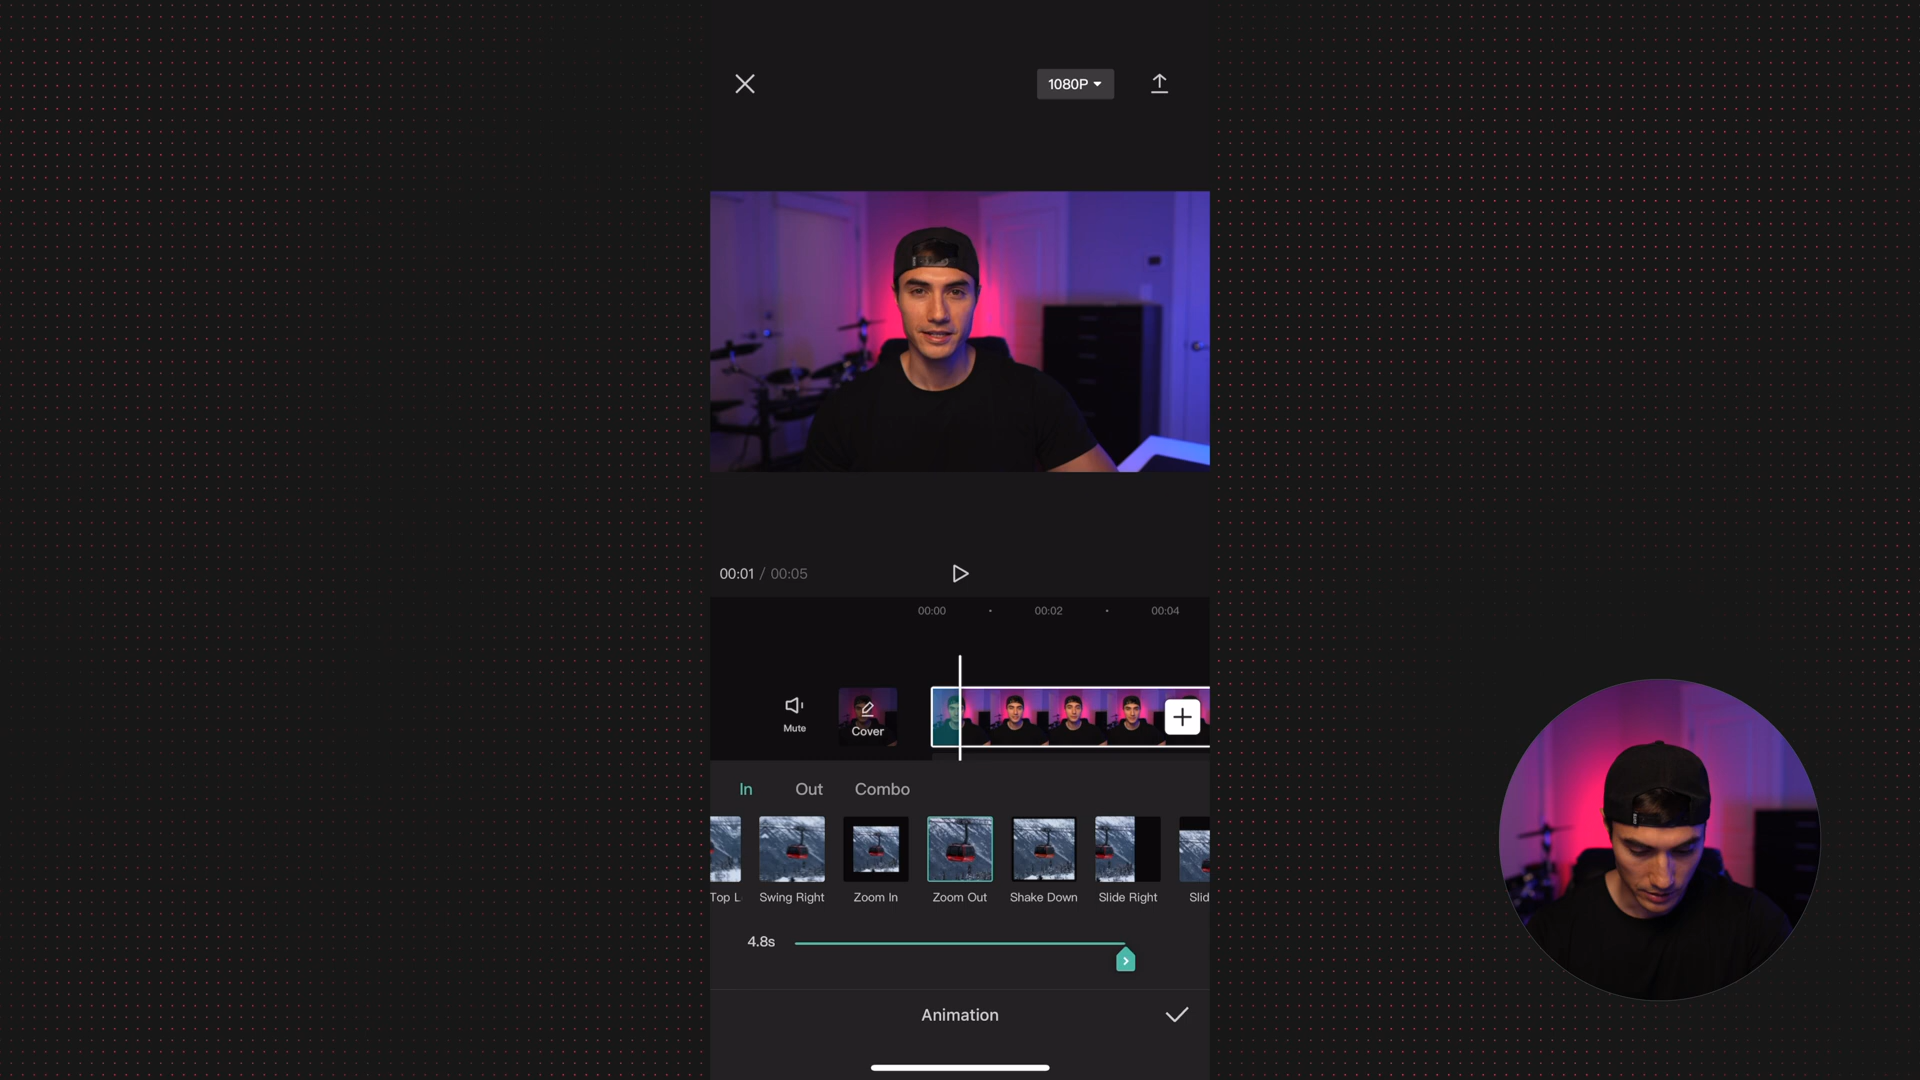 1080P
00:01 / 00:05
00:00 00:02 00:04
Mute
Cover
In Out Combo
Top L Swing Right Zoom In Zoom Out Shake Down Slide Right Slid
4.8s
Animation